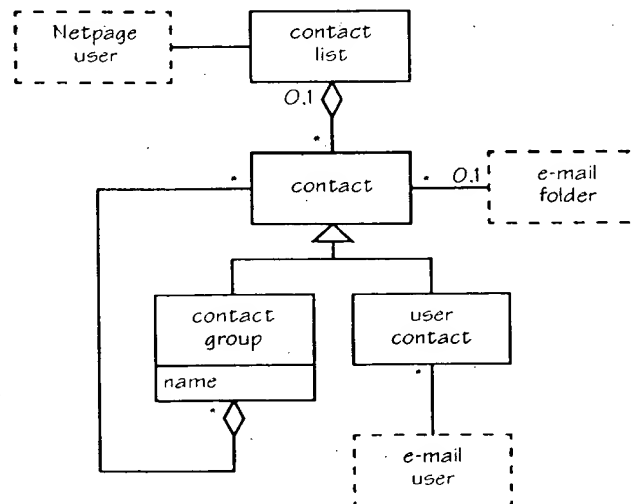 Netpage
user
contact
list
0.1
*
*
contact
*
0.1
e-mail
folder
contact
group
name
*
user
contact
*
e-mail
user